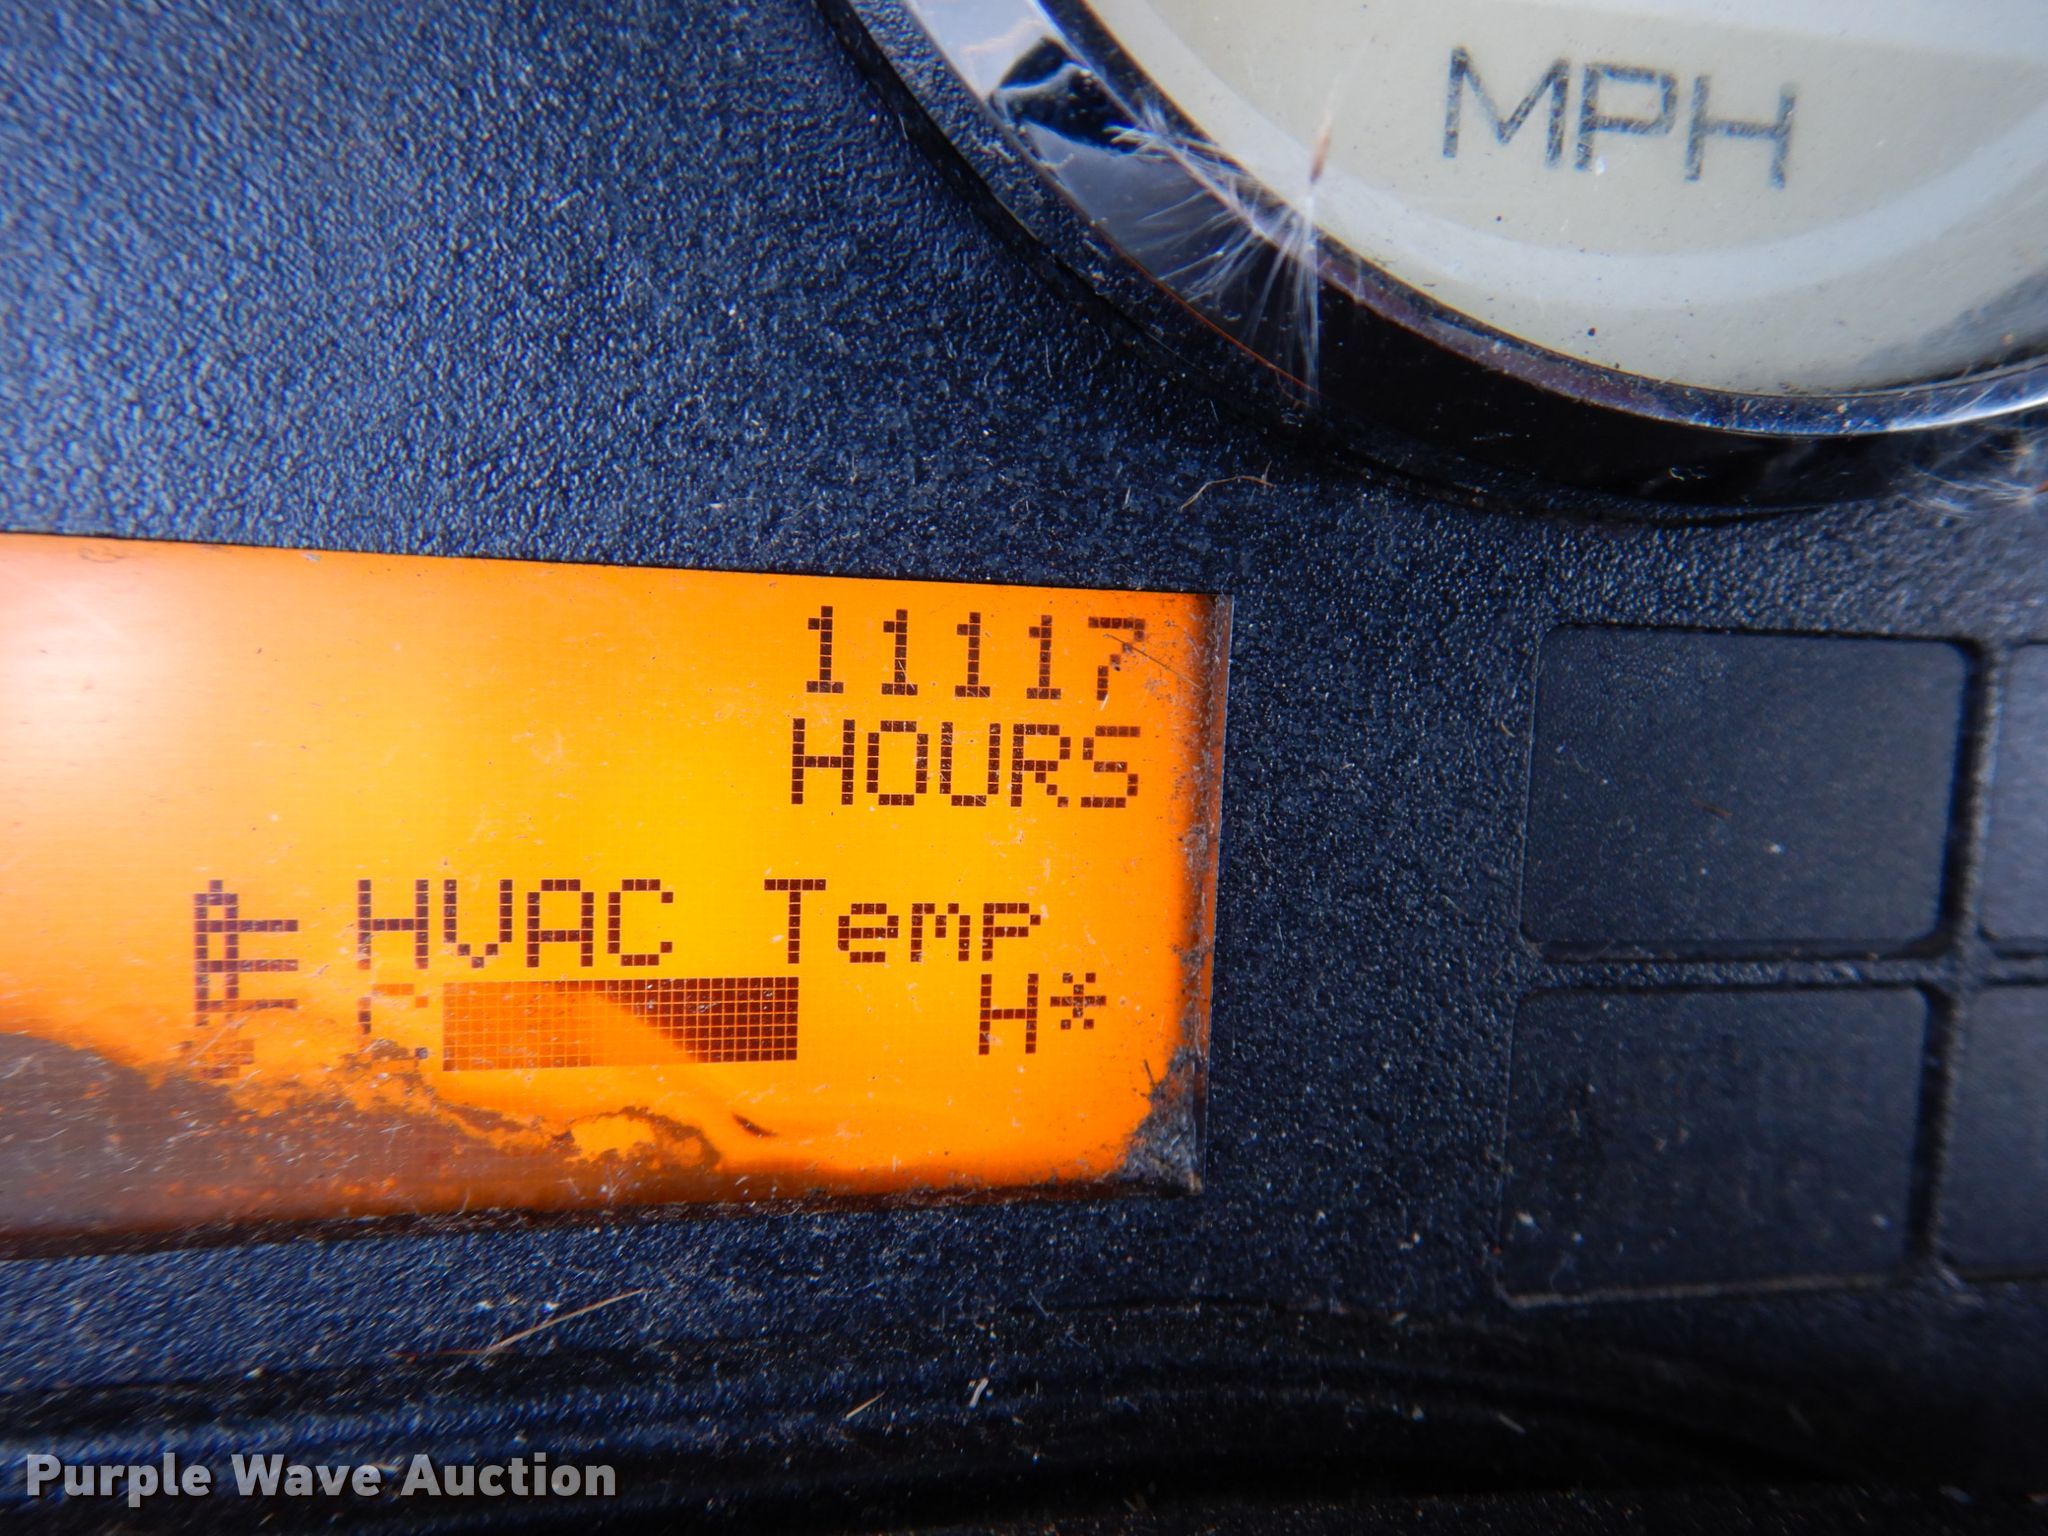 MPH
11117
HOURS
HVAC Temp
C H*
Purple Wave Auction